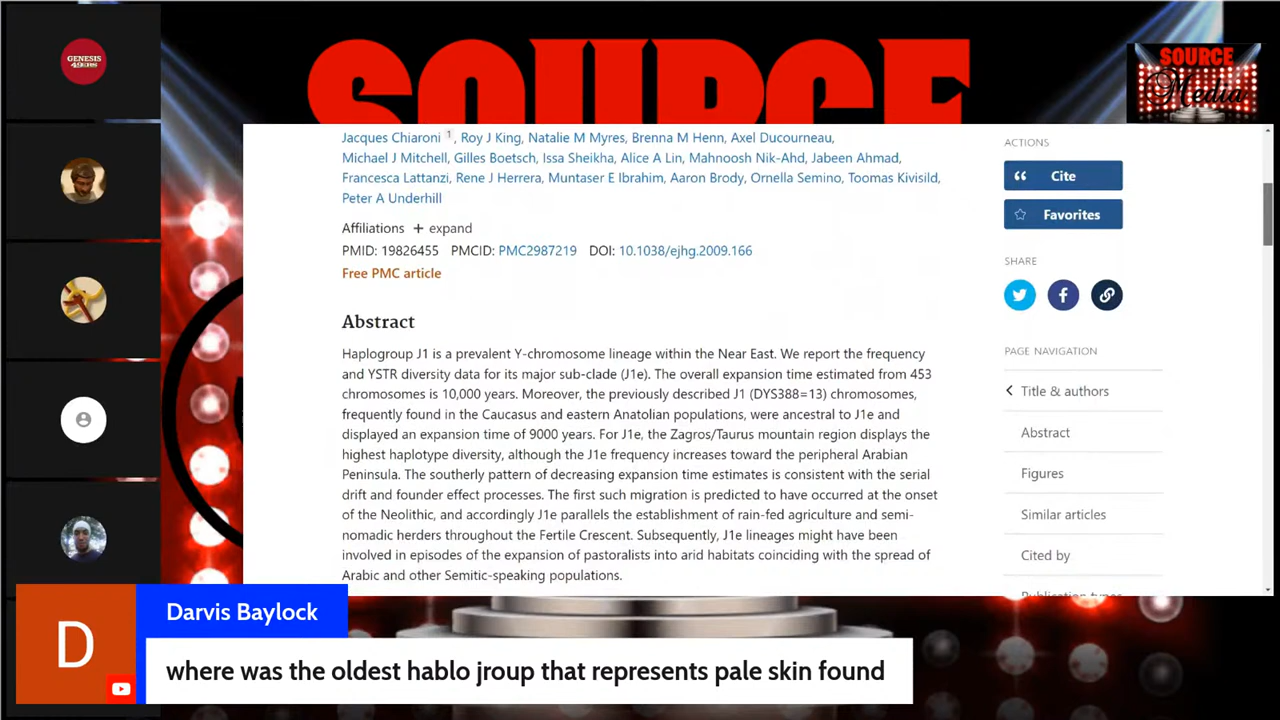 GENESIS
49ERS
SOURCE
SOURCE
Media
Jacques Chiaroni 1, Roy J King, Natalie M Myres, Brenna M Henn, Axel Ducourneau,
Michael J Mitchell, Gilles Boetsch, Issa Sheikha, Alice A Lin, Mahnoosh Nik-Ahd, Jabeen Ahmad,
Francesca Lattanzi, Rene J Herrera, Muntaser E Ibrahim, Aaron Brody, Ornella Semino, Toomas Kivisild,
Peter A Underhill
Affiliations + expand
PMID: 19826455 PMCID: PMC2987219 DOI: 10.1038/ejhg.2009.166
Free PMC article
Abstract
Haplogroup J1 is a prevalent Y-chromosome lineage within the Near East. We report the frequency
and YSTR diversity data for its major sub-clade (J1e). The overall expansion time estimated from 453
chromosomes is 10,000 years. Moreover, the previously described J1 (DYS388=13) chromosomes,
frequently found in the Caucasus and eastern Anatolian populations, were ancestral to J1e and
displayed an expansion time of 9000 years. For J1e, the Zagros/Taurus mountain region displays the
highest haplotype diversity, although the J1e frequency increases toward the peripheral Arabian
Peninsula. The southerly pattern of decreasing expansion time estimates is consistent with the serial
drift and founder effect processes. The first such migration is predicted to have occurred at the onset
of the Neolithic, and accordingly J1e parallels the establishment of rain-fed agriculture and semi-
nomadic herders throughout the Fertile Crescent. Subsequently, J1e lineages might have been
involved in episodes of the expansion of pastoralists into arid habitats coinciding with the spread of
Arabic and other Semitic-speaking populations.
ACTIONS
Cite
Favorites
SHARE
PAGE NAVIGATION
Title & authors
Abstract
Figures
Similar articles
Cited by
Publication types
D
Darvis Baylock
where was the oldest hablo jroup that represents pale skin found